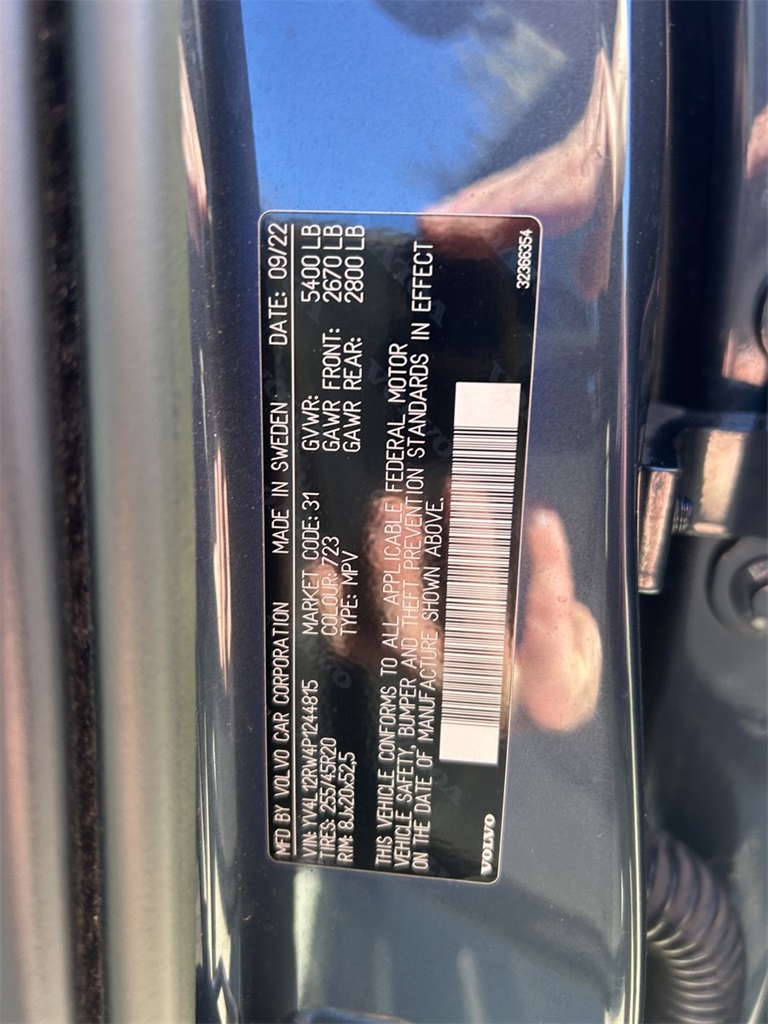 MFD BY VOLVO CAR CORPORATION MADE IN SWEDEN DATE: 09/22
VIN: YV4L12RW4P1244815 MARKET CODE: 31 GVWR: 5400 LB
TIRES: 255/45R20 COLOUR: 723 GAWR FRONT: 2670 LB
RIM: 8Jx20x52,5 TYPE: MPV GAWR REAR: 2800 LB
THIS VEHICLE CONFORMS TO ALL APPLICABLE FEDERAL MOTOR
VEHICLE SAFETY, BUMPER AND THEFT PREVENTION STANDARDS IN EFFECT
ON THE DATE OF MANUFACTURE SHOWN ABOVE.
VOLVO 32366354